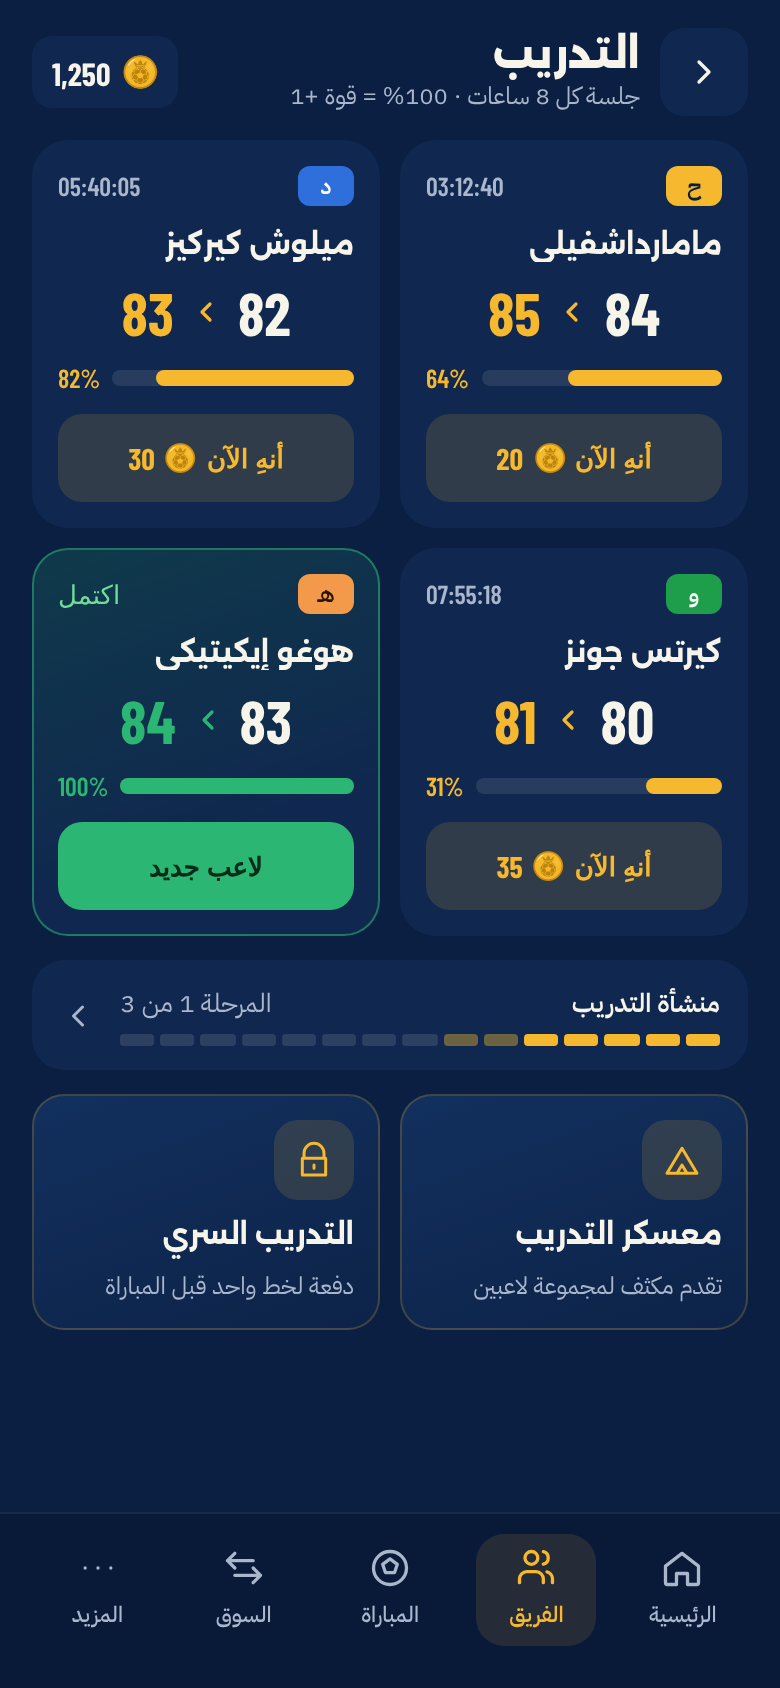 التدريب
1,250
جلسة كل 8 ساعات · 100% = قوة +1
ح 03:12:40
مامارداشفيلي
84 85
64%
أنهِ الآن 20
د 05:40:05
ميلوش كيركيز
82 83
82%
أنهِ الآن 30
و 07:55:18
كيرتس جونز
80 81
31%
أنهِ الآن 35
هـ اكتمل
هوغو إيكيتيكي
83 84
100%
لاعب جديد
منشأة التدريب المرحلة 1 من 3
معسكر التدريب
تقدم مكثف لمجموعة لاعبين
التدريب السري
دفعة لخط واحد قبل المباراة
الرئيسية
الفريق
المباراة
السوق
المزيد